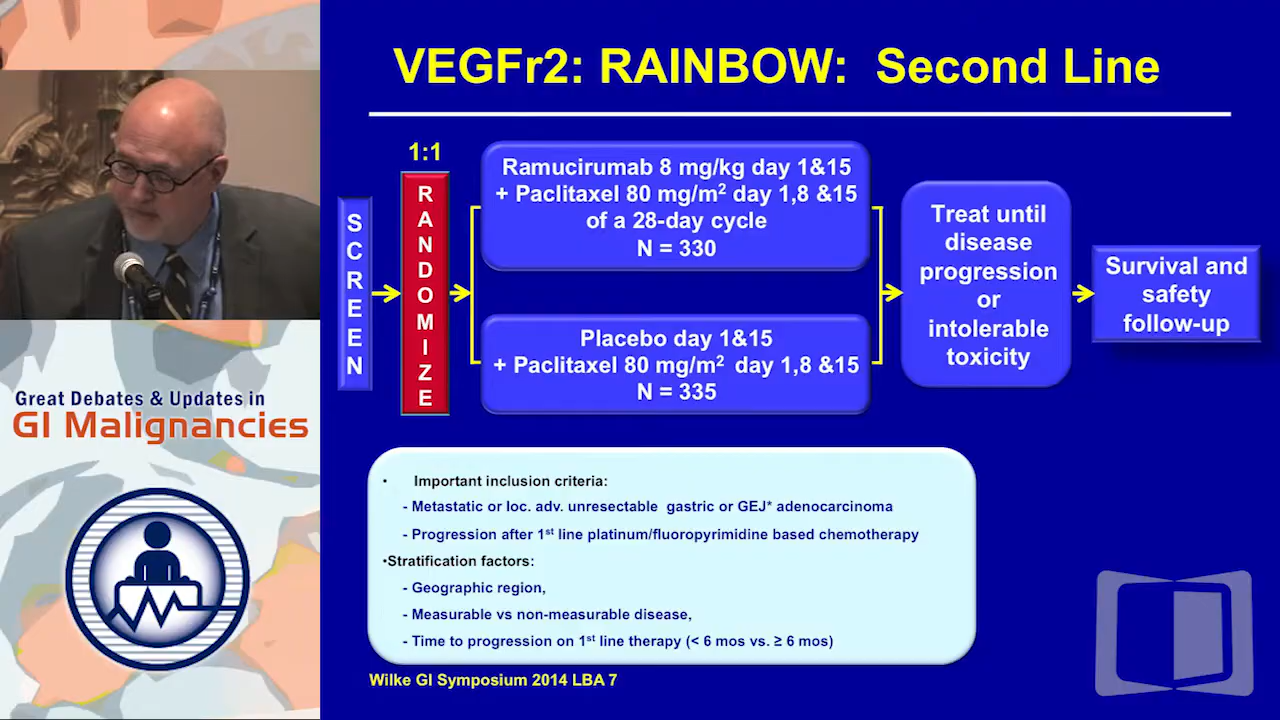 VEGFr2: RAINBOW: Second Line
1:1
SCREEN
RANDOMIZE
Ramucirumab 8 mg/kg day 1&15
+ Paclitaxel 80 mg/m² day 1,8 &15
of a 28-day cycle
N = 330
Placebo day 1&15
+ Paclitaxel 80 mg/m² day 1,8 &15
N = 335
Treat until
disease
progression
or
intolerable
toxicity
Survival and
safety
follow-up
Great Debates & Updates in
GI Malignancies
• Important inclusion criteria:
- Metastatic or loc. adv. unresectable gastric or GEJ* adenocarcinoma
- Progression after 1st line platinum/fluoropyrimidine based chemotherapy
•Stratification factors:
- Geographic region,
- Measurable vs non-measurable disease,
- Time to progression on 1st line therapy (< 6 mos vs. ≥ 6 mos)
Wilke GI Symposium 2014 LBA 7